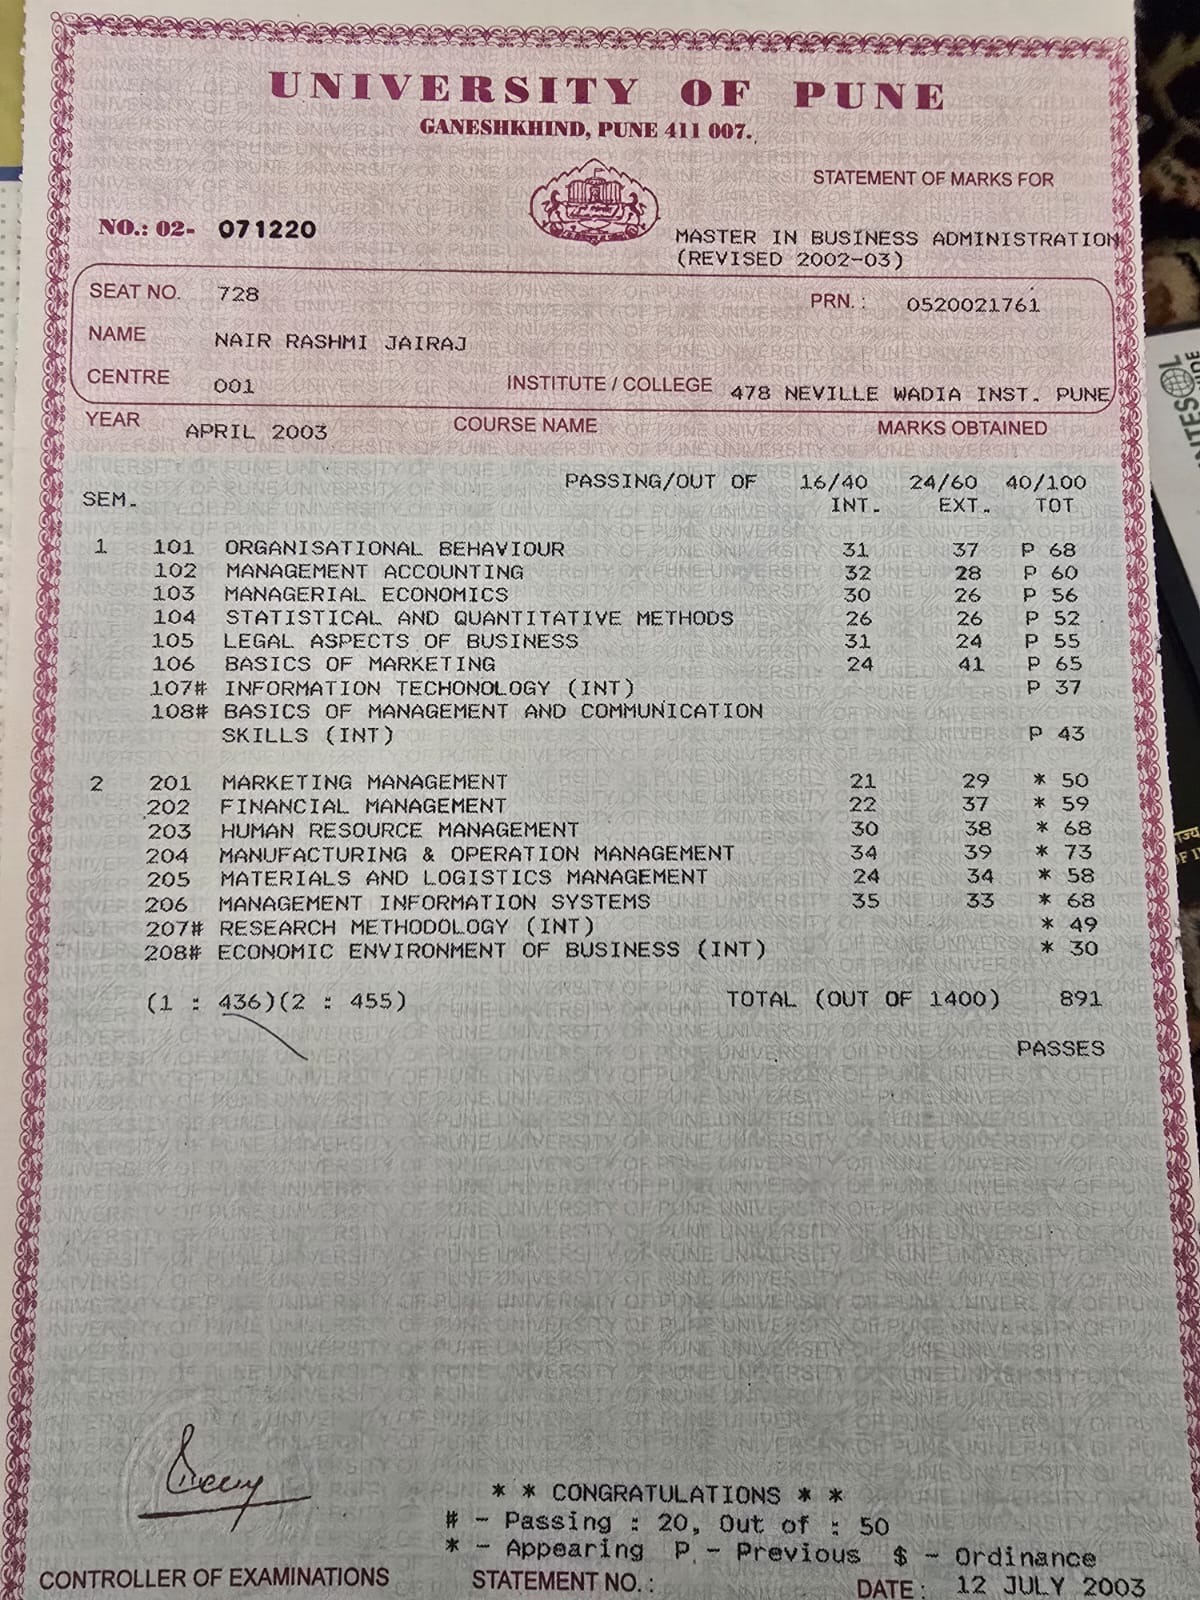 UNIVERSITY OF PUNE
GANESHKHIND, PUNE 411 007.
STATEMENT OF MARKS FOR
NO.: 02- 071220
MASTER IN BUSINESS ADMINISTRATION
(REVISED 2002-03)
SEAT NO. 728 PRN. : 0520021761
NAME NAIR RASHMI JAIRAJ
CENTRE 001 INSTITUTE / COLLEGE 478 NEVILLE WADIA INST. PUNE
YEAR APRIL 2003 COURSE NAME MARKS OBTAINED
PASSING/OUT OF 16/40 24/60 40/100
SEM. INT. EXT. TOT
1 101 ORGANISATIONAL BEHAVIOUR 31 37 P 68
102 MANAGEMENT ACCOUNTING 32 28 P 60
103 MANAGERIAL ECONOMICS 30 26 P 56
104 STATISTICAL AND QUANTITATIVE METHODS 26 26 P 52
105 LEGAL ASPECTS OF BUSINESS 31 24 P 55
106 BASICS OF MARKETING 24 41 P 65
107# INFORMATION TECHONOLOGY (INT) P 37
108# BASICS OF MANAGEMENT AND COMMUNICATION
SKILLS (INT) P 43
2 201 MARKETING MANAGEMENT 21 29 * 50
202 FINANCIAL MANAGEMENT 22 37 * 59
203 HUMAN RESOURCE MANAGEMENT 30 38 * 68
204 MANUFACTURING & OPERATION MANAGEMENT 34 39 * 73
205 MATERIALS AND LOGISTICS MANAGEMENT 24 34 * 58
206 MANAGEMENT INFORMATION SYSTEMS 35 33 * 68
207# RESEARCH METHODOLOGY (INT) * 49
208# ECONOMIC ENVIRONMENT OF BUSINESS (INT) * 30
(1 : 436)(2 : 455) TOTAL (OUT OF 1400) 891
PASSES
* * CONGRATULATIONS * *
# - Passing : 20, Out of : 50
* - Appearing P - Previous $ - Ordinance
CONTROLLER OF EXAMINATIONS STATEMENT NO. : DATE : 12 JULY 2003